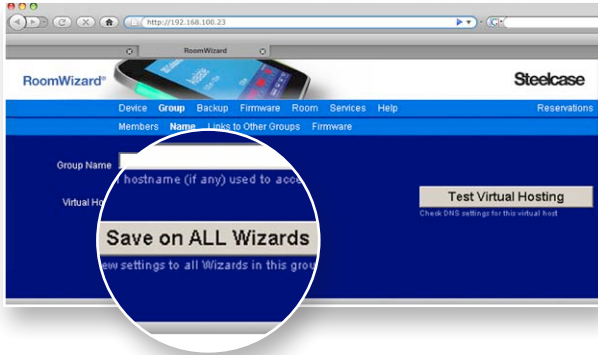 http://192.168.100.23
RoomWizard
RoomWizard®
Steelcase
Device Group Backup Firmware Room Services Help Reservations
Members Name Links to Other Groups Firmware
Group Name
hostname (if any) used to acce
Virtual Ho
Test Virtual Hosting
Check DNS settings for this virtual host
Save on ALL Wizards
ew settings to all Wizards in this grou